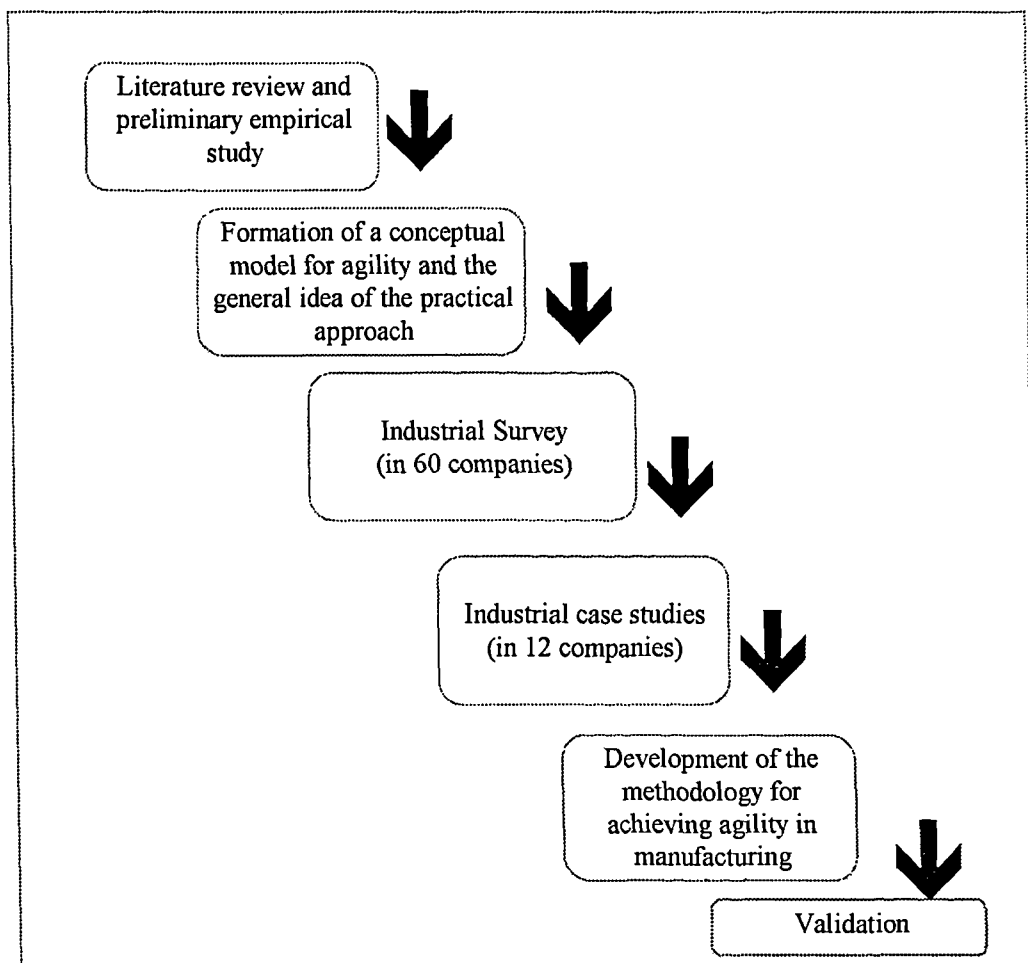 Literature review and
preliminary empirical
study
Formation of a conceptual
model for agility and the
general idea of the practical
approach
Industrial Survey
(in 60 companies)
Industrial case studies
(in 12 companies)
Development of the
methodology for
achieving agility in
manufacturing
Validation